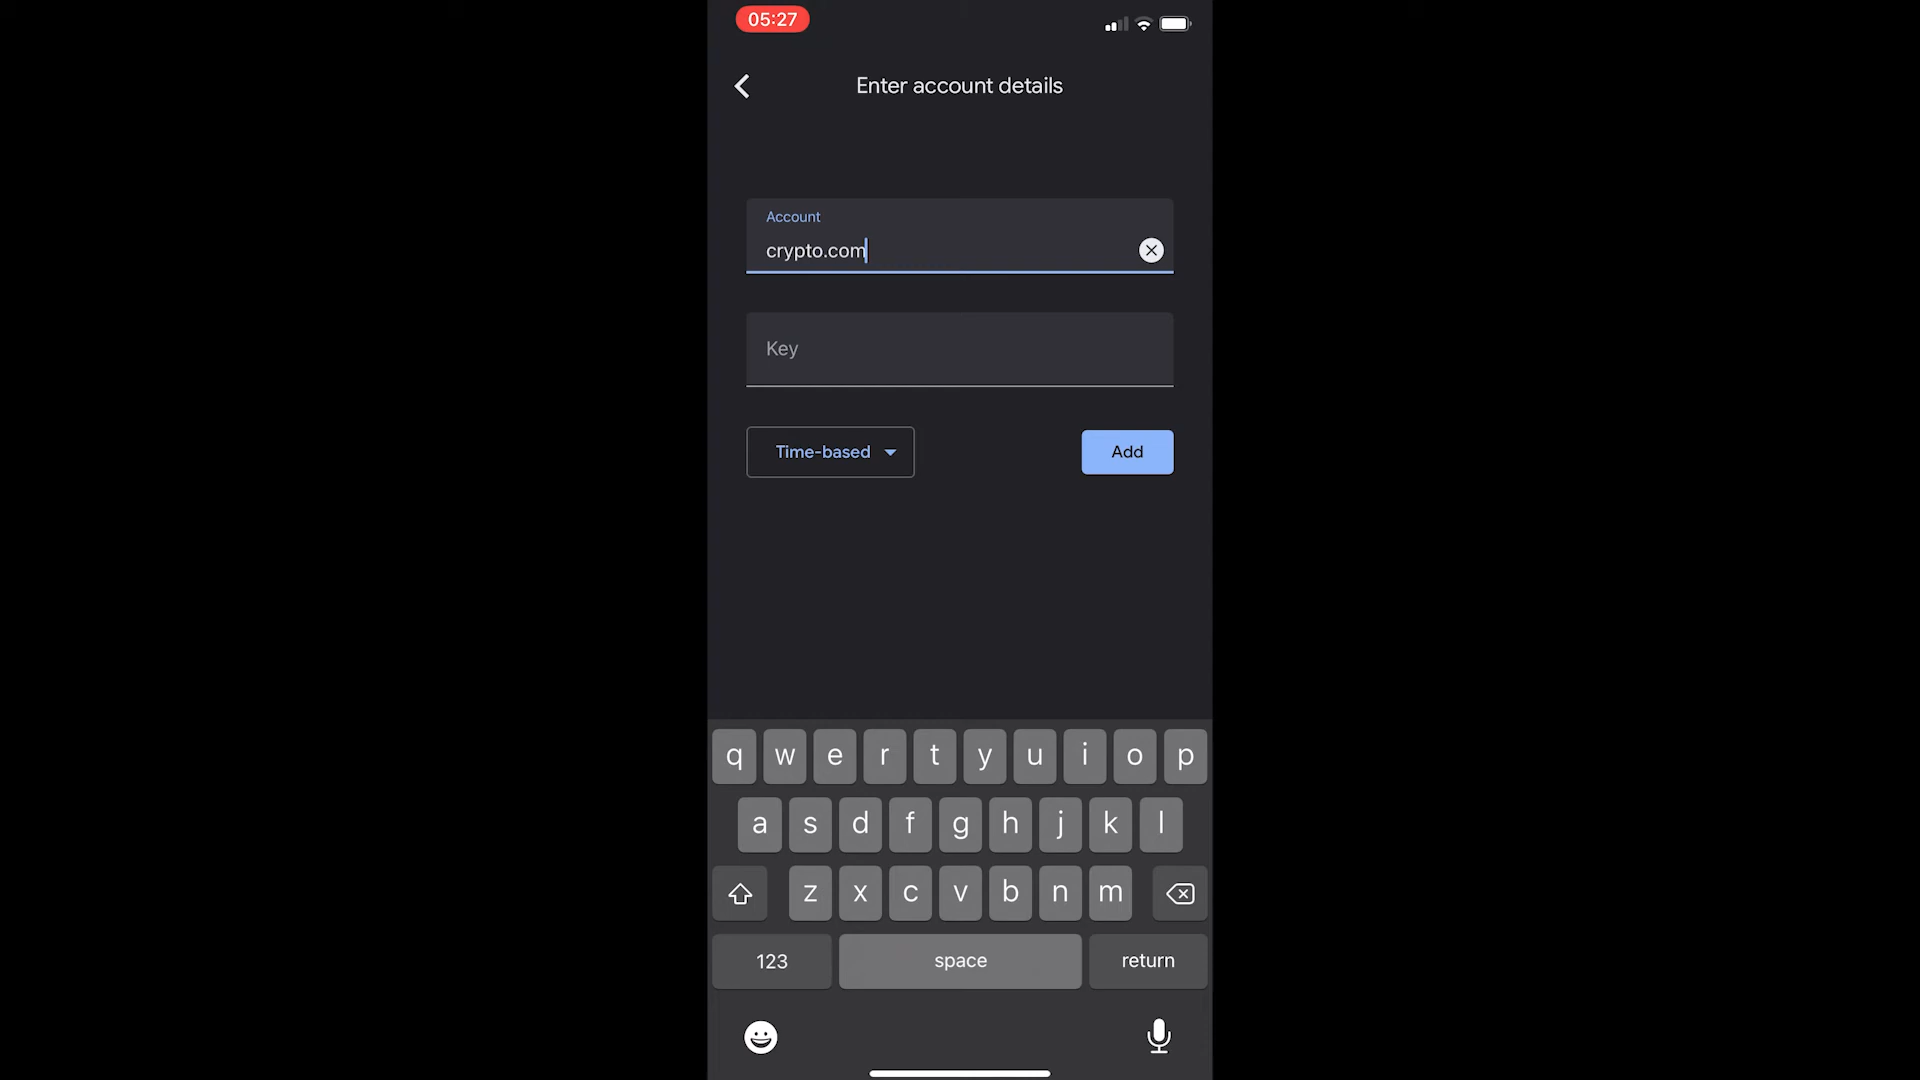 05:27
Enter account details
Account
crypto.com
Key
Time-based
Add
q w e r t y u i o p
a s d f g h j k l
z x c v b n m
123 space return